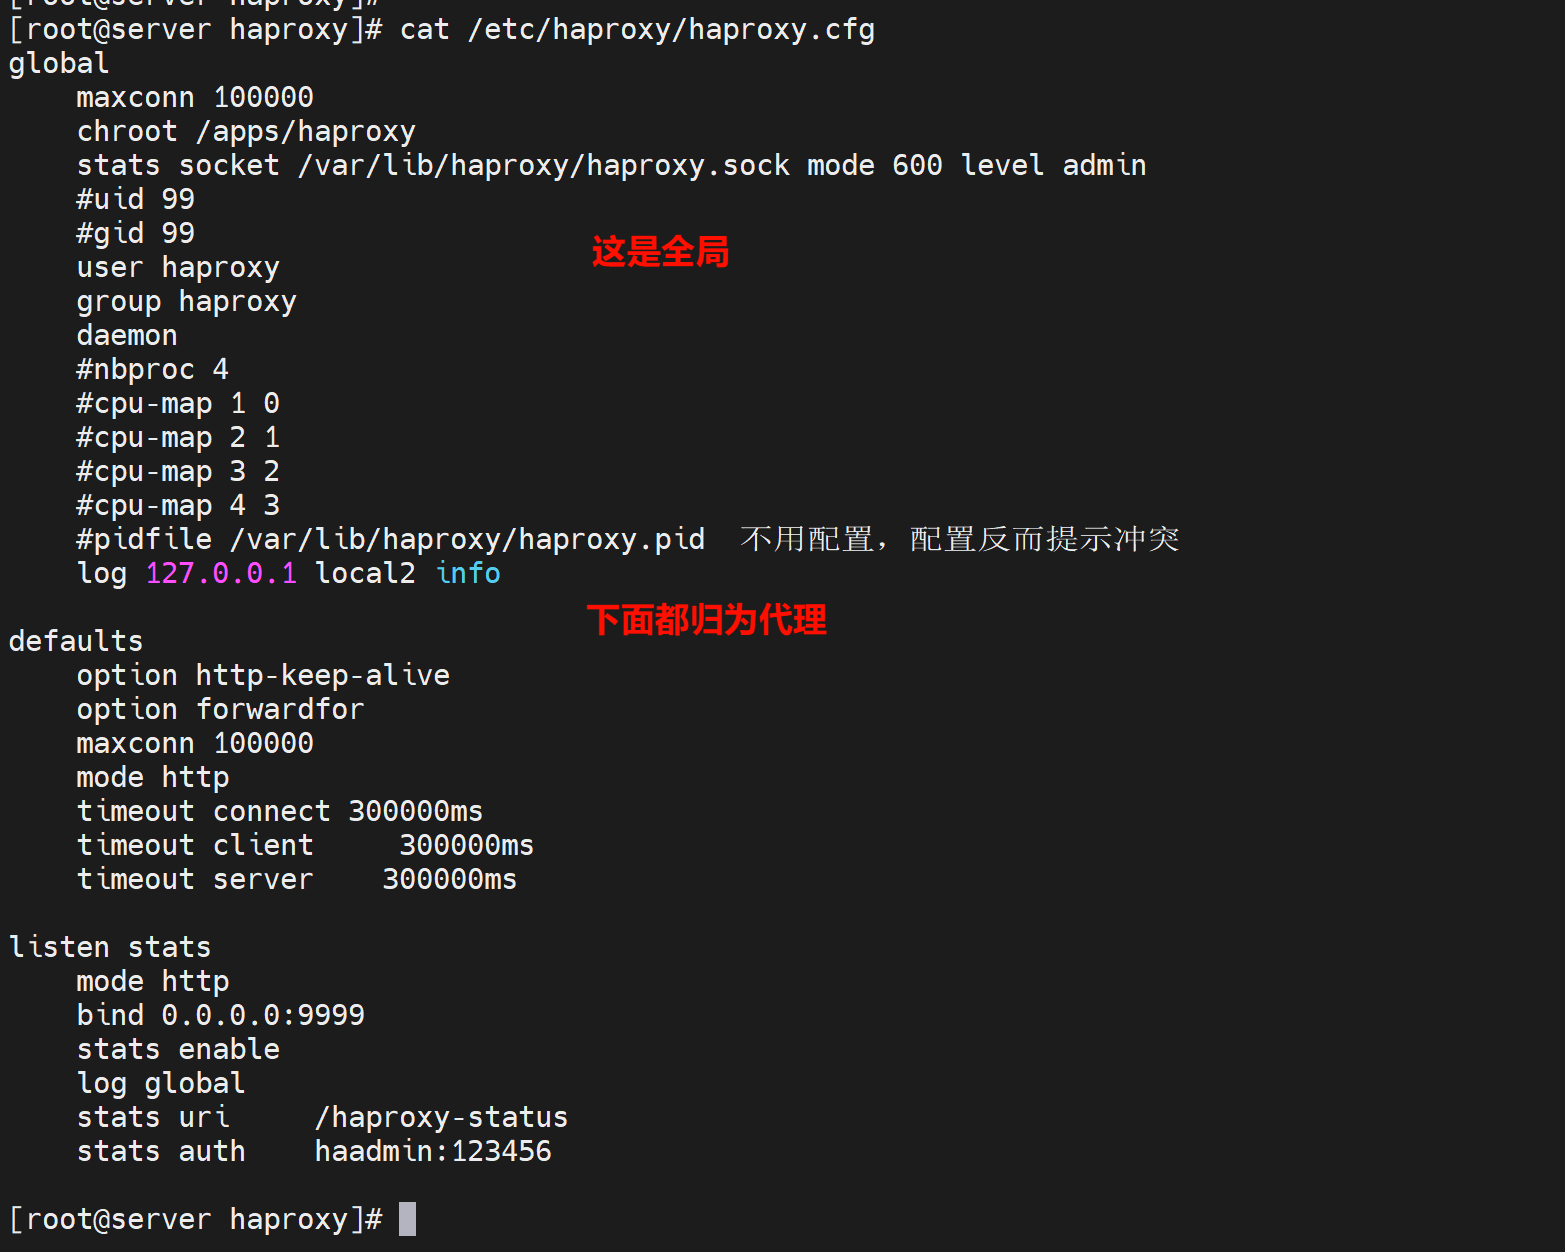 [root@server haproxy]#
[root@server haproxy]# cat /etc/haproxy/haproxy.cfg
global
    maxconn 100000
    chroot /apps/haproxy
    stats socket /var/lib/haproxy/haproxy.sock mode 600 level admin
    #uid 99
    #gid 99
这是全局
    user haproxy
    group haproxy
    daemon
    #nbproc 4
    #cpu-map 1 0
    #cpu-map 2 1
    #cpu-map 3 2
    #cpu-map 4 3
    #pidfile /var/lib/haproxy/haproxy.pid  不用配置，配置反而提示冲突
    log 127.0.0.1 local2 info
下面都归为代理
defaults
    option http-keep-alive
    option forwardfor
    maxconn 100000
    mode http
    timeout connect 300000ms
    timeout client     300000ms
    timeout server    300000ms
listen stats
    mode http
    bind 0.0.0.0:9999
    stats enable
    log global
    stats uri     /haproxy-status
    stats auth    haadmin:123456
[root@server haproxy]#